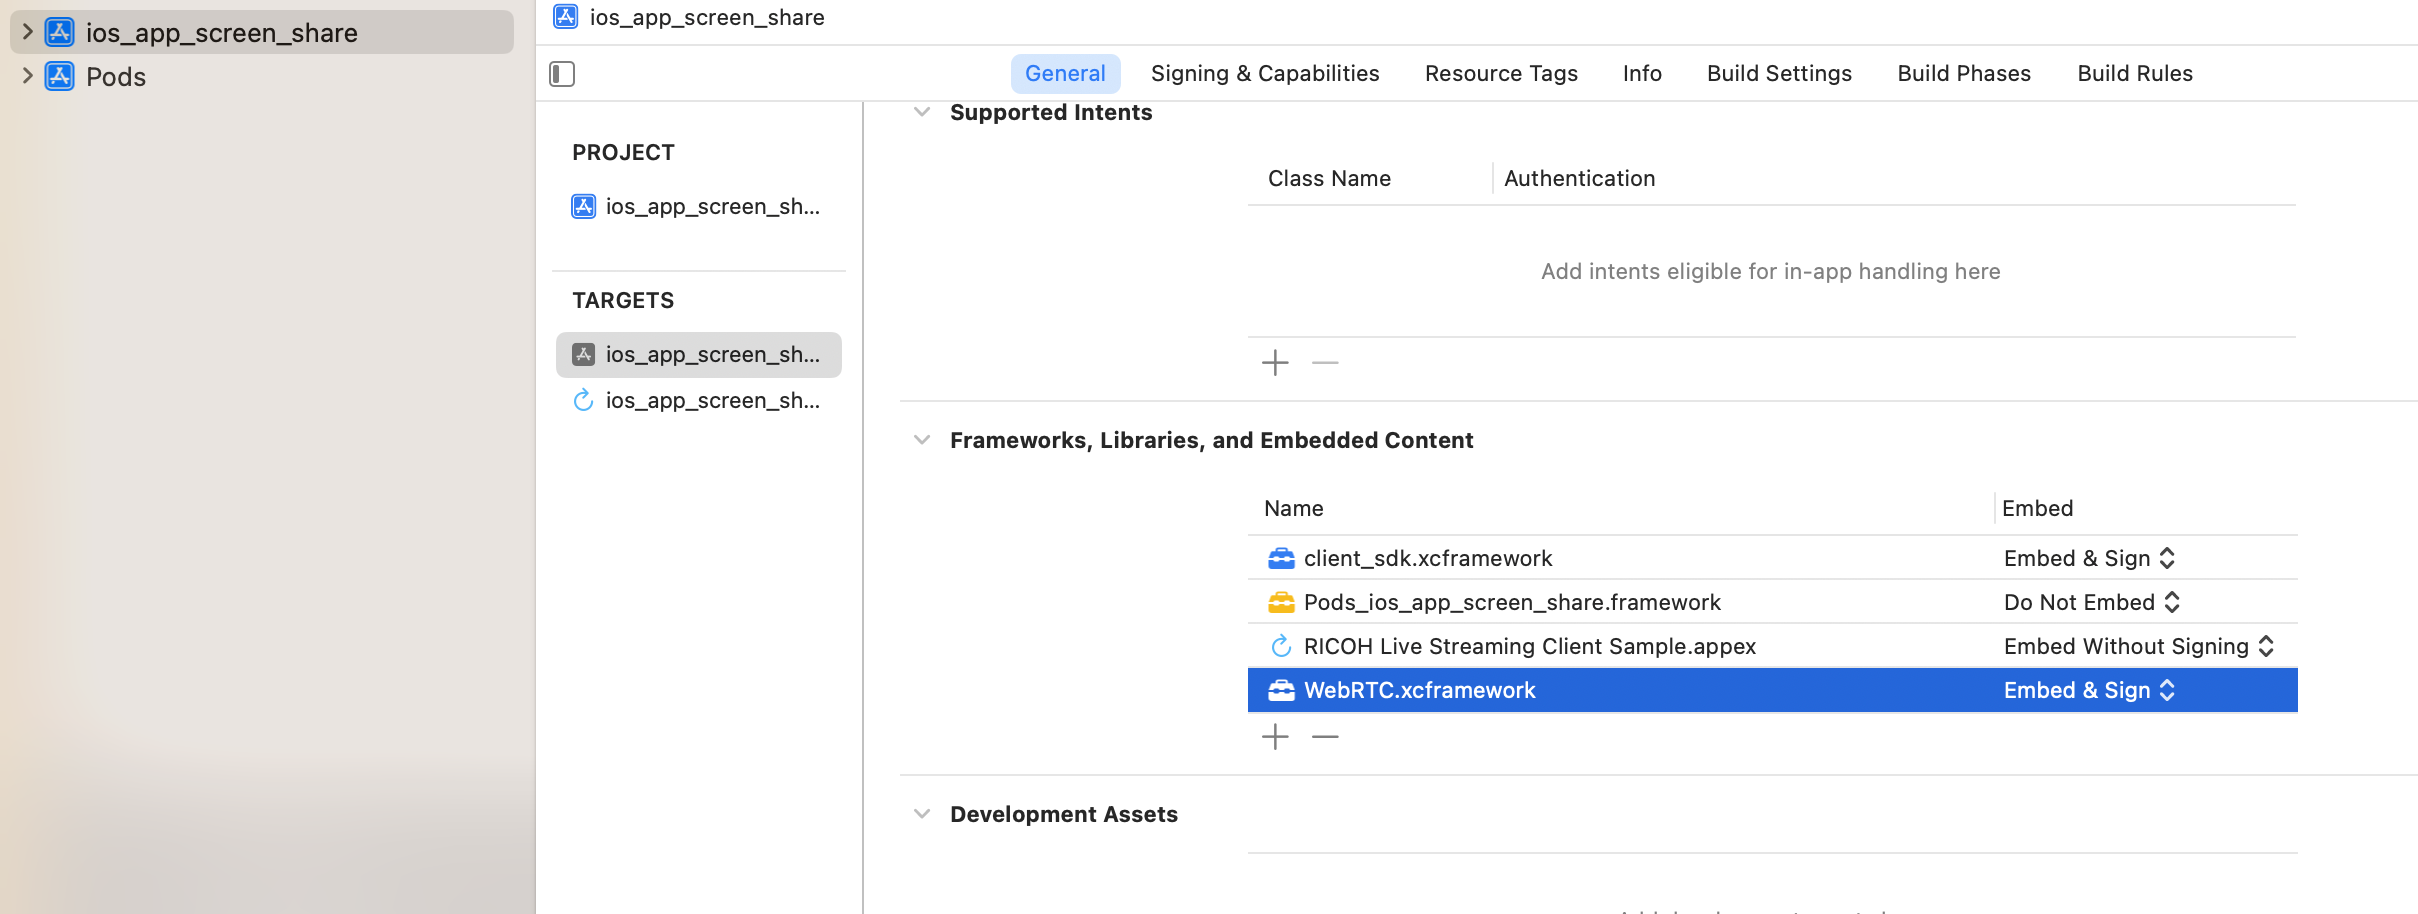 ios_app_screen_share
Pods
ios_app_screen_share
General Signing & Capabilities Resource Tags Info Build Settings Build Phases Build Rules
PROJECT
ios_app_screen_sh...
TARGETS
ios_app_screen_sh...
ios_app_screen_sh...
Supported Intents
Class Name Authentication
Add intents eligible for in-app handling here
Frameworks, Libraries, and Embedded Content
Name Embed
client_sdk.xcframework Embed & Sign
Pods_ios_app_screen_share.framework Do Not Embed
RICOH Live Streaming Client Sample.appex Embed Without Signing
WebRTC.xcframework Embed & Sign
Development Assets